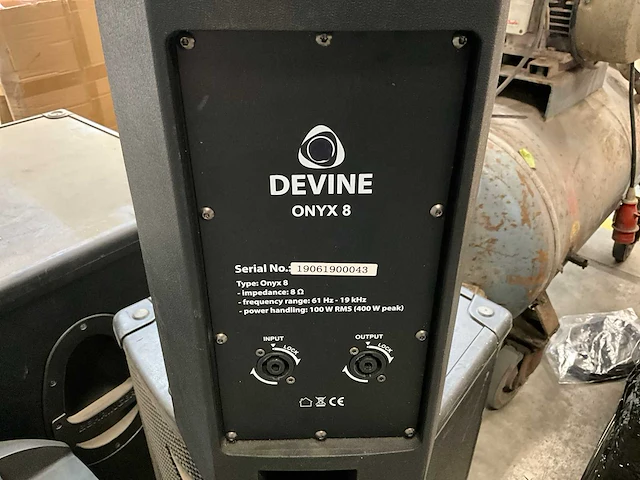 DEVINE
ONYX 8
Serial No.: 19061900043
Type: Onyx 8
- impedance: 8 Ω
- frequency range: 61 Hz - 19 kHz
- power handling: 100 W RMS (400 W peak)
INPUT
LOCK
OUTPUT
LOCK
CE